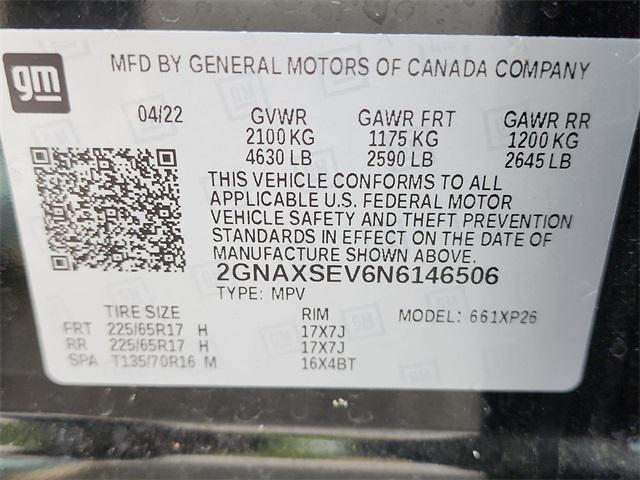 gm
MFD BY GENERAL MOTORS OF CANADA COMPANY
04/22 GVWR GAWR FRT GAWR RR
2100 KG 1175 KG 1200 KG
4630 LB 2590 LB 2645 LB
THIS VEHICLE CONFORMS TO ALL
APPLICABLE U.S. FEDERAL MOTOR
VEHICLE SAFETY AND THEFT PREVENTION
STANDARDS IN EFFECT ON THE DATE OF
MANUFACTURE SHOWN ABOVE.
2GNAXSEV6N6146506
TYPE: MPV
TIRE SIZE RIM MODEL: 661XP26
FRT 225/65R17 H 17X7J
RR 225/65R17 H 17X7J
SPA T135/70R16 M 16X4BT